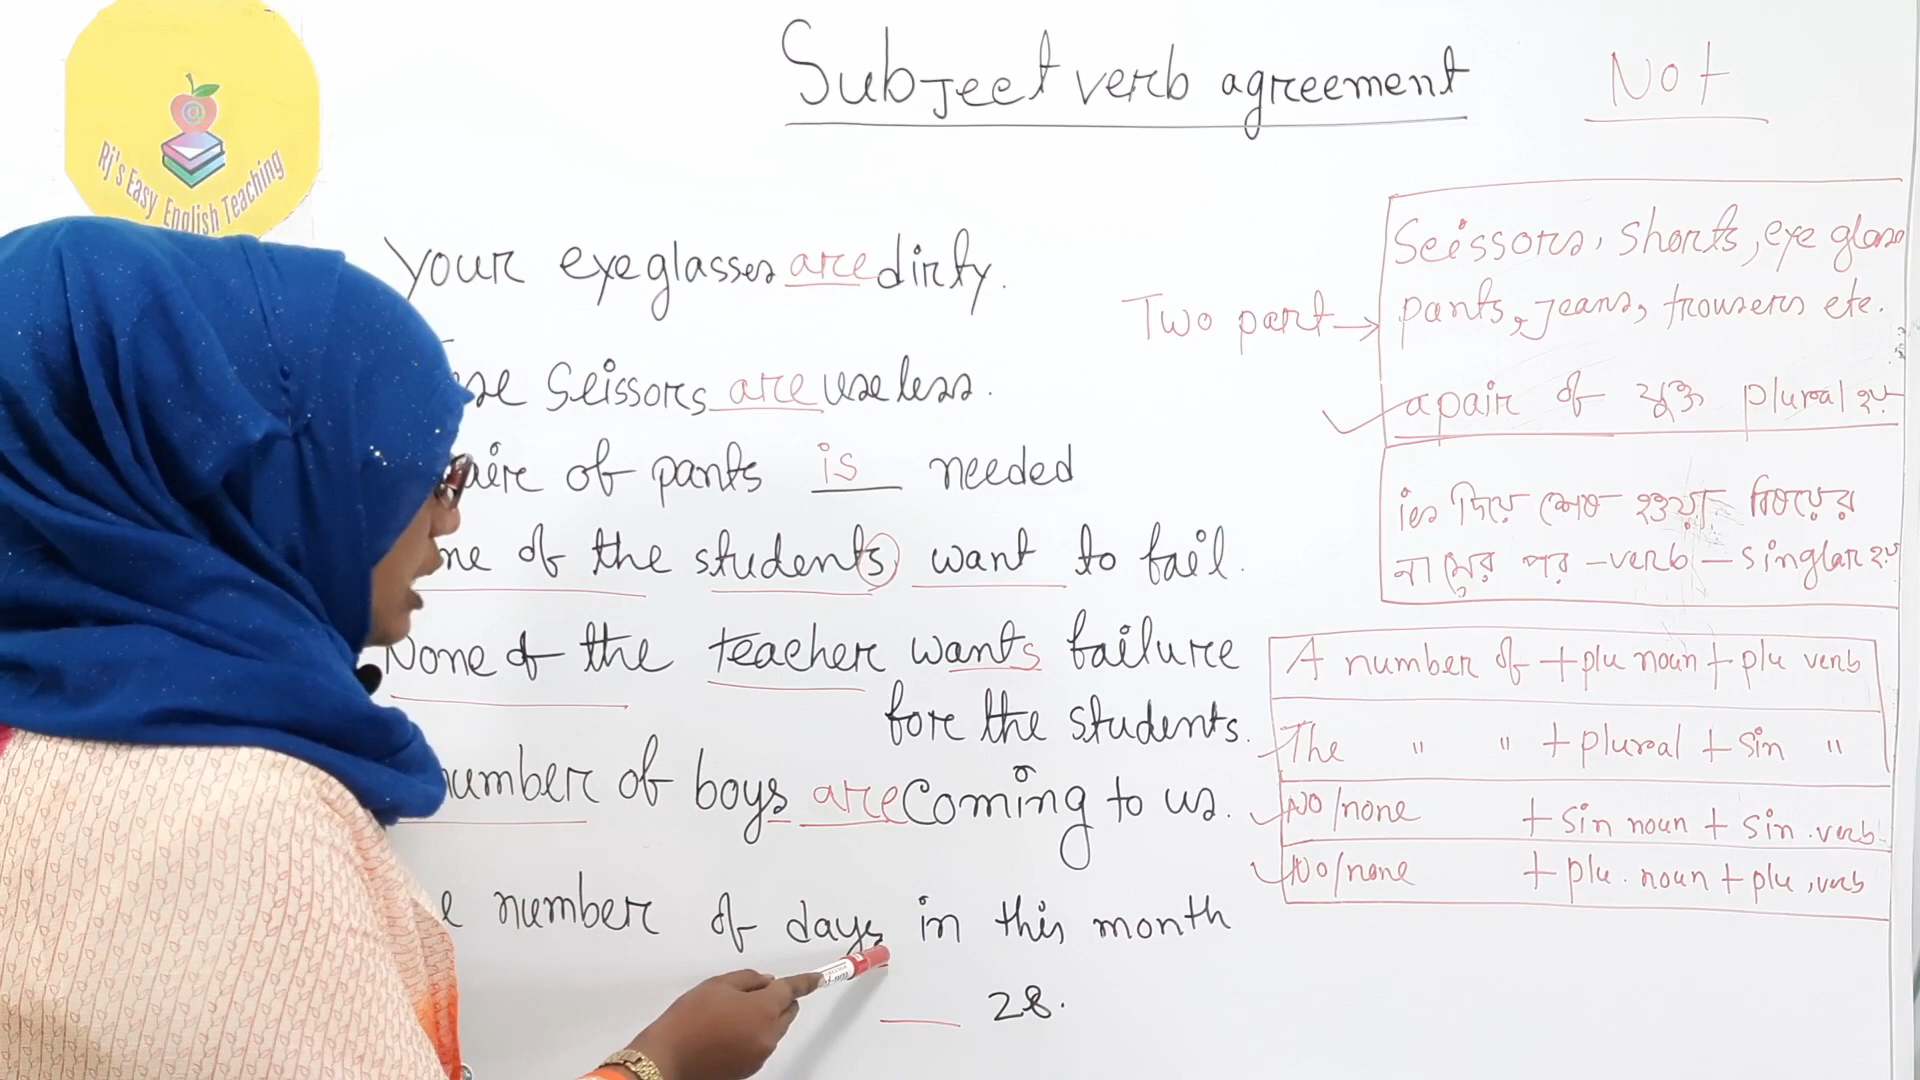 Subject verb agreement
Not
Rj's Easy English Teaching
Your eyeglasses are dirty.
Scissors are useless.
of pants is needed
of the students want to fail.
None of the teacher wants failure
for the students.
number of boys are coming to us.
number of days in this month
28.
Two part →
Scissors, shorts, eye
pants, jeans, trousers etc.
✓ a pair of যুক্ত plural হয়
ies দিয়ে শেষ হওয়া বিষয়ের
নামের পর - verb - singlar হয়
A number of + plu noun + plu verb
The " " + plural + sin "
✓ No/none + sin noun + sin. verb
✓ No/none + plu. noun + plu. verb